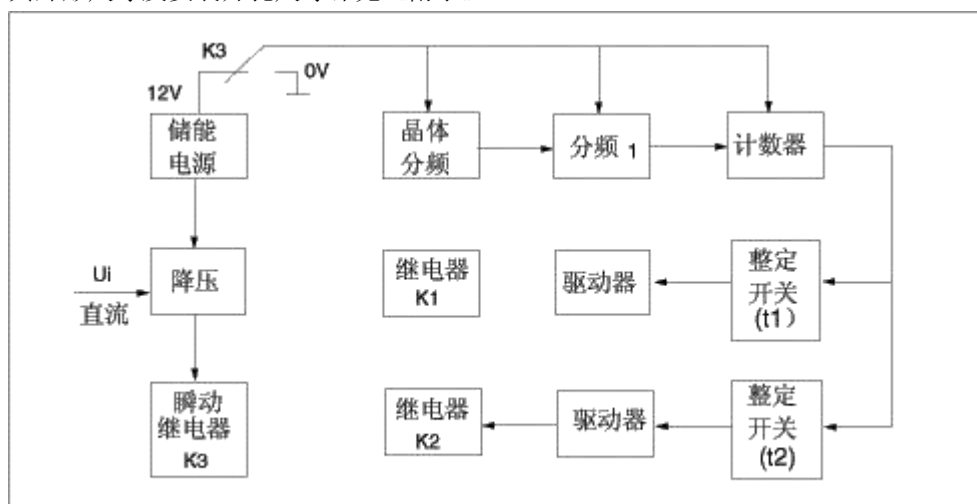 K3
0V
12V
储能
电源
晶体
分频
分频 1
计数器
Ui
直流
降压
继电器
K1
驱动器
整定
开关
(t1）
瞬动
继电器
K3
继电器
K2
驱动器
整定
开关
(t2)